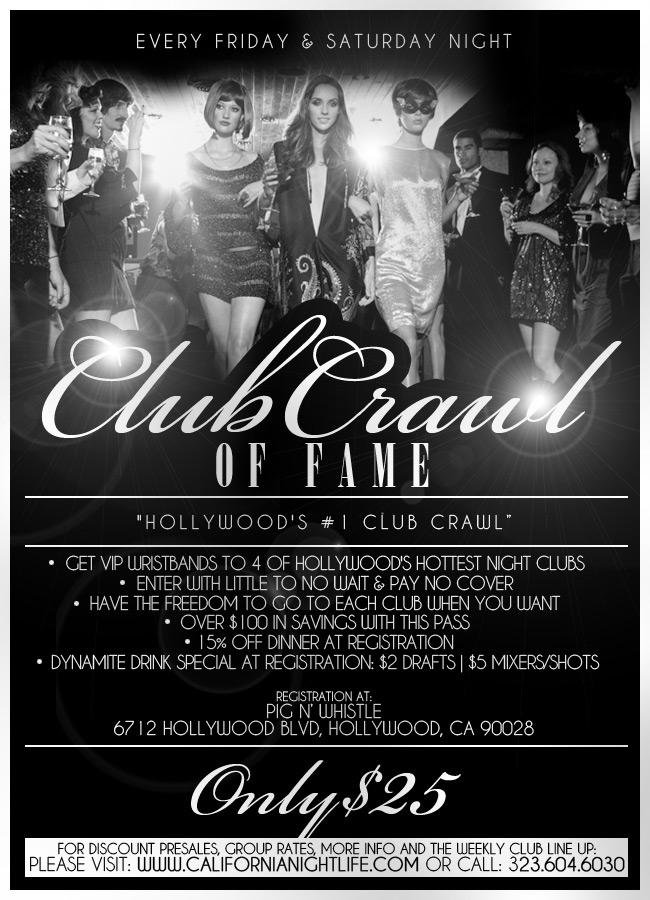 EVERY FRIDAY & SATURDAY NIGHT
Club Crawl
OF FAME
"HOLLYWOOD'S #1 CLUB CRAWL"
• GET VIP WRISTBANDS TO 4 OF HOLLYWOOD'S HOTTEST NIGHT CLUBS
• ENTER WITH LITTLE TO NO WAIT & PAY NO COVER
• HAVE THE FREEDOM TO GO TO EACH CLUB WHEN YOU WANT
• OVER $100 IN SAVINGS WITH THIS PASS
• 15% OFF DINNER AT REGISTRATION
• DYNAMITE DRINK SPECIAL AT REGISTRATION: $2 DRAFTS | $5 MIXERS/SHOTS
REGISTRATION AT:
PIG N' WHISTLE
6712 HOLLYWOOD BLVD, HOLLYWOOD, CA 90028
Only $25
FOR DISCOUNT PRESALES, GROUP RATES, MORE INFO AND THE WEEKLY CLUB LINE UP:
PLEASE VISIT: WWW.CALIFORNIANIGHTLIFE.COM OR CALL: 323.604.6030